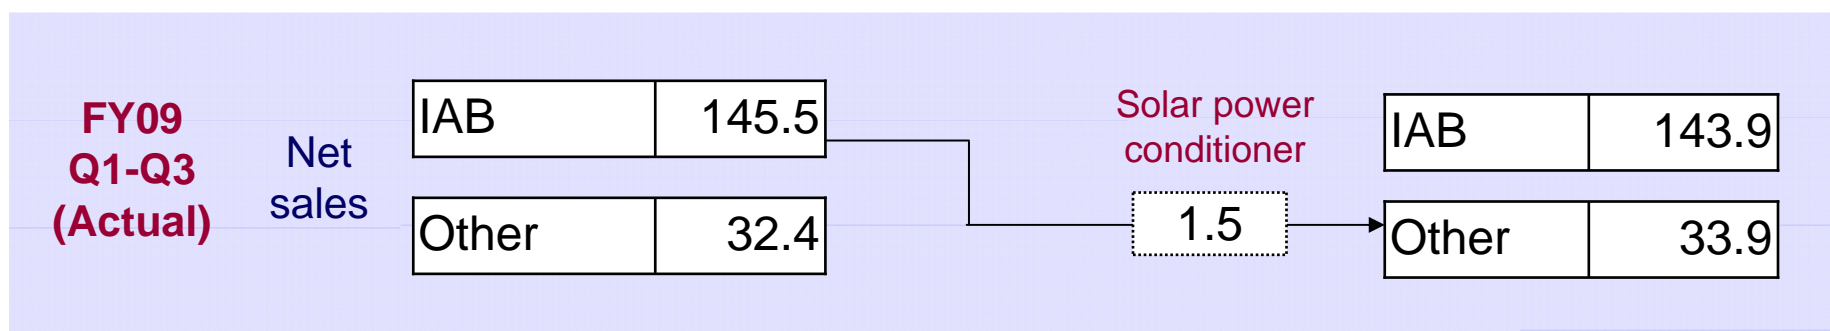 FY09
Q1-Q3
(Actual)
Net
sales
IAB 145.5
Other 32.4
Solar power
conditioner
1.5
IAB 143.9
Other 33.9